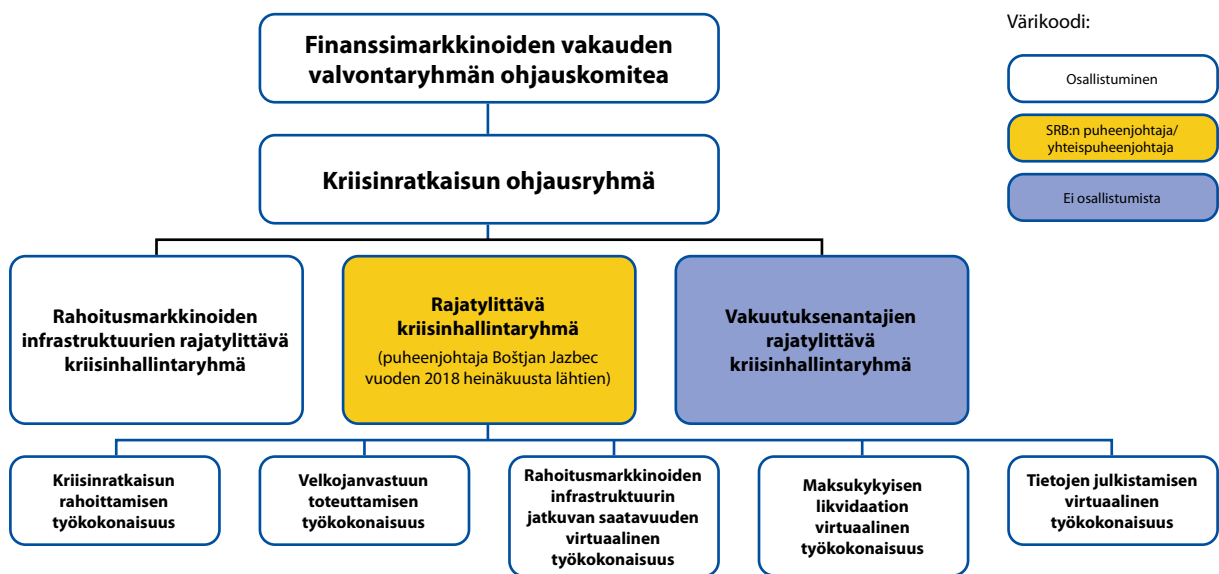 Finanssimarkkinoiden vakauden
valvontaryhmän ohjauskomitea
Värikoodi:
Osallistuminen
SRB:n puheenjohtaja/
yhteispuheenjohtaja
Ei osallistumista
Kriisinratkaisun ohjausryhmä
Rahoitusmarkkinoiden
infrastruktuurien rajatylittävä
kriisinhallintaryhmä
Rajatylittävä
kriisinhallintaryhmä
(puheenjohtaja Boštjan Jazbec
vuoden 2018 heinäkuusta lähtien)
Vakuutuksenantajien
rajatylittävä
kriisinhallintaryhmä
Kriisinratkaisun
rahoittamisen
työkokonaisuus
Velkojanvastuun
toteuttamisen
työkokonaisuus
Rahoitusmarkkinoiden
infrastruktuurin
jatkuvan saatavuuden
virtuaalinen
työkokonaisuus
Maksukykyisen
likvidaation
virtuaalinen
työkokonaisuus
Tietojen julkistamisen
virtuaalinen
työkokonaisuus